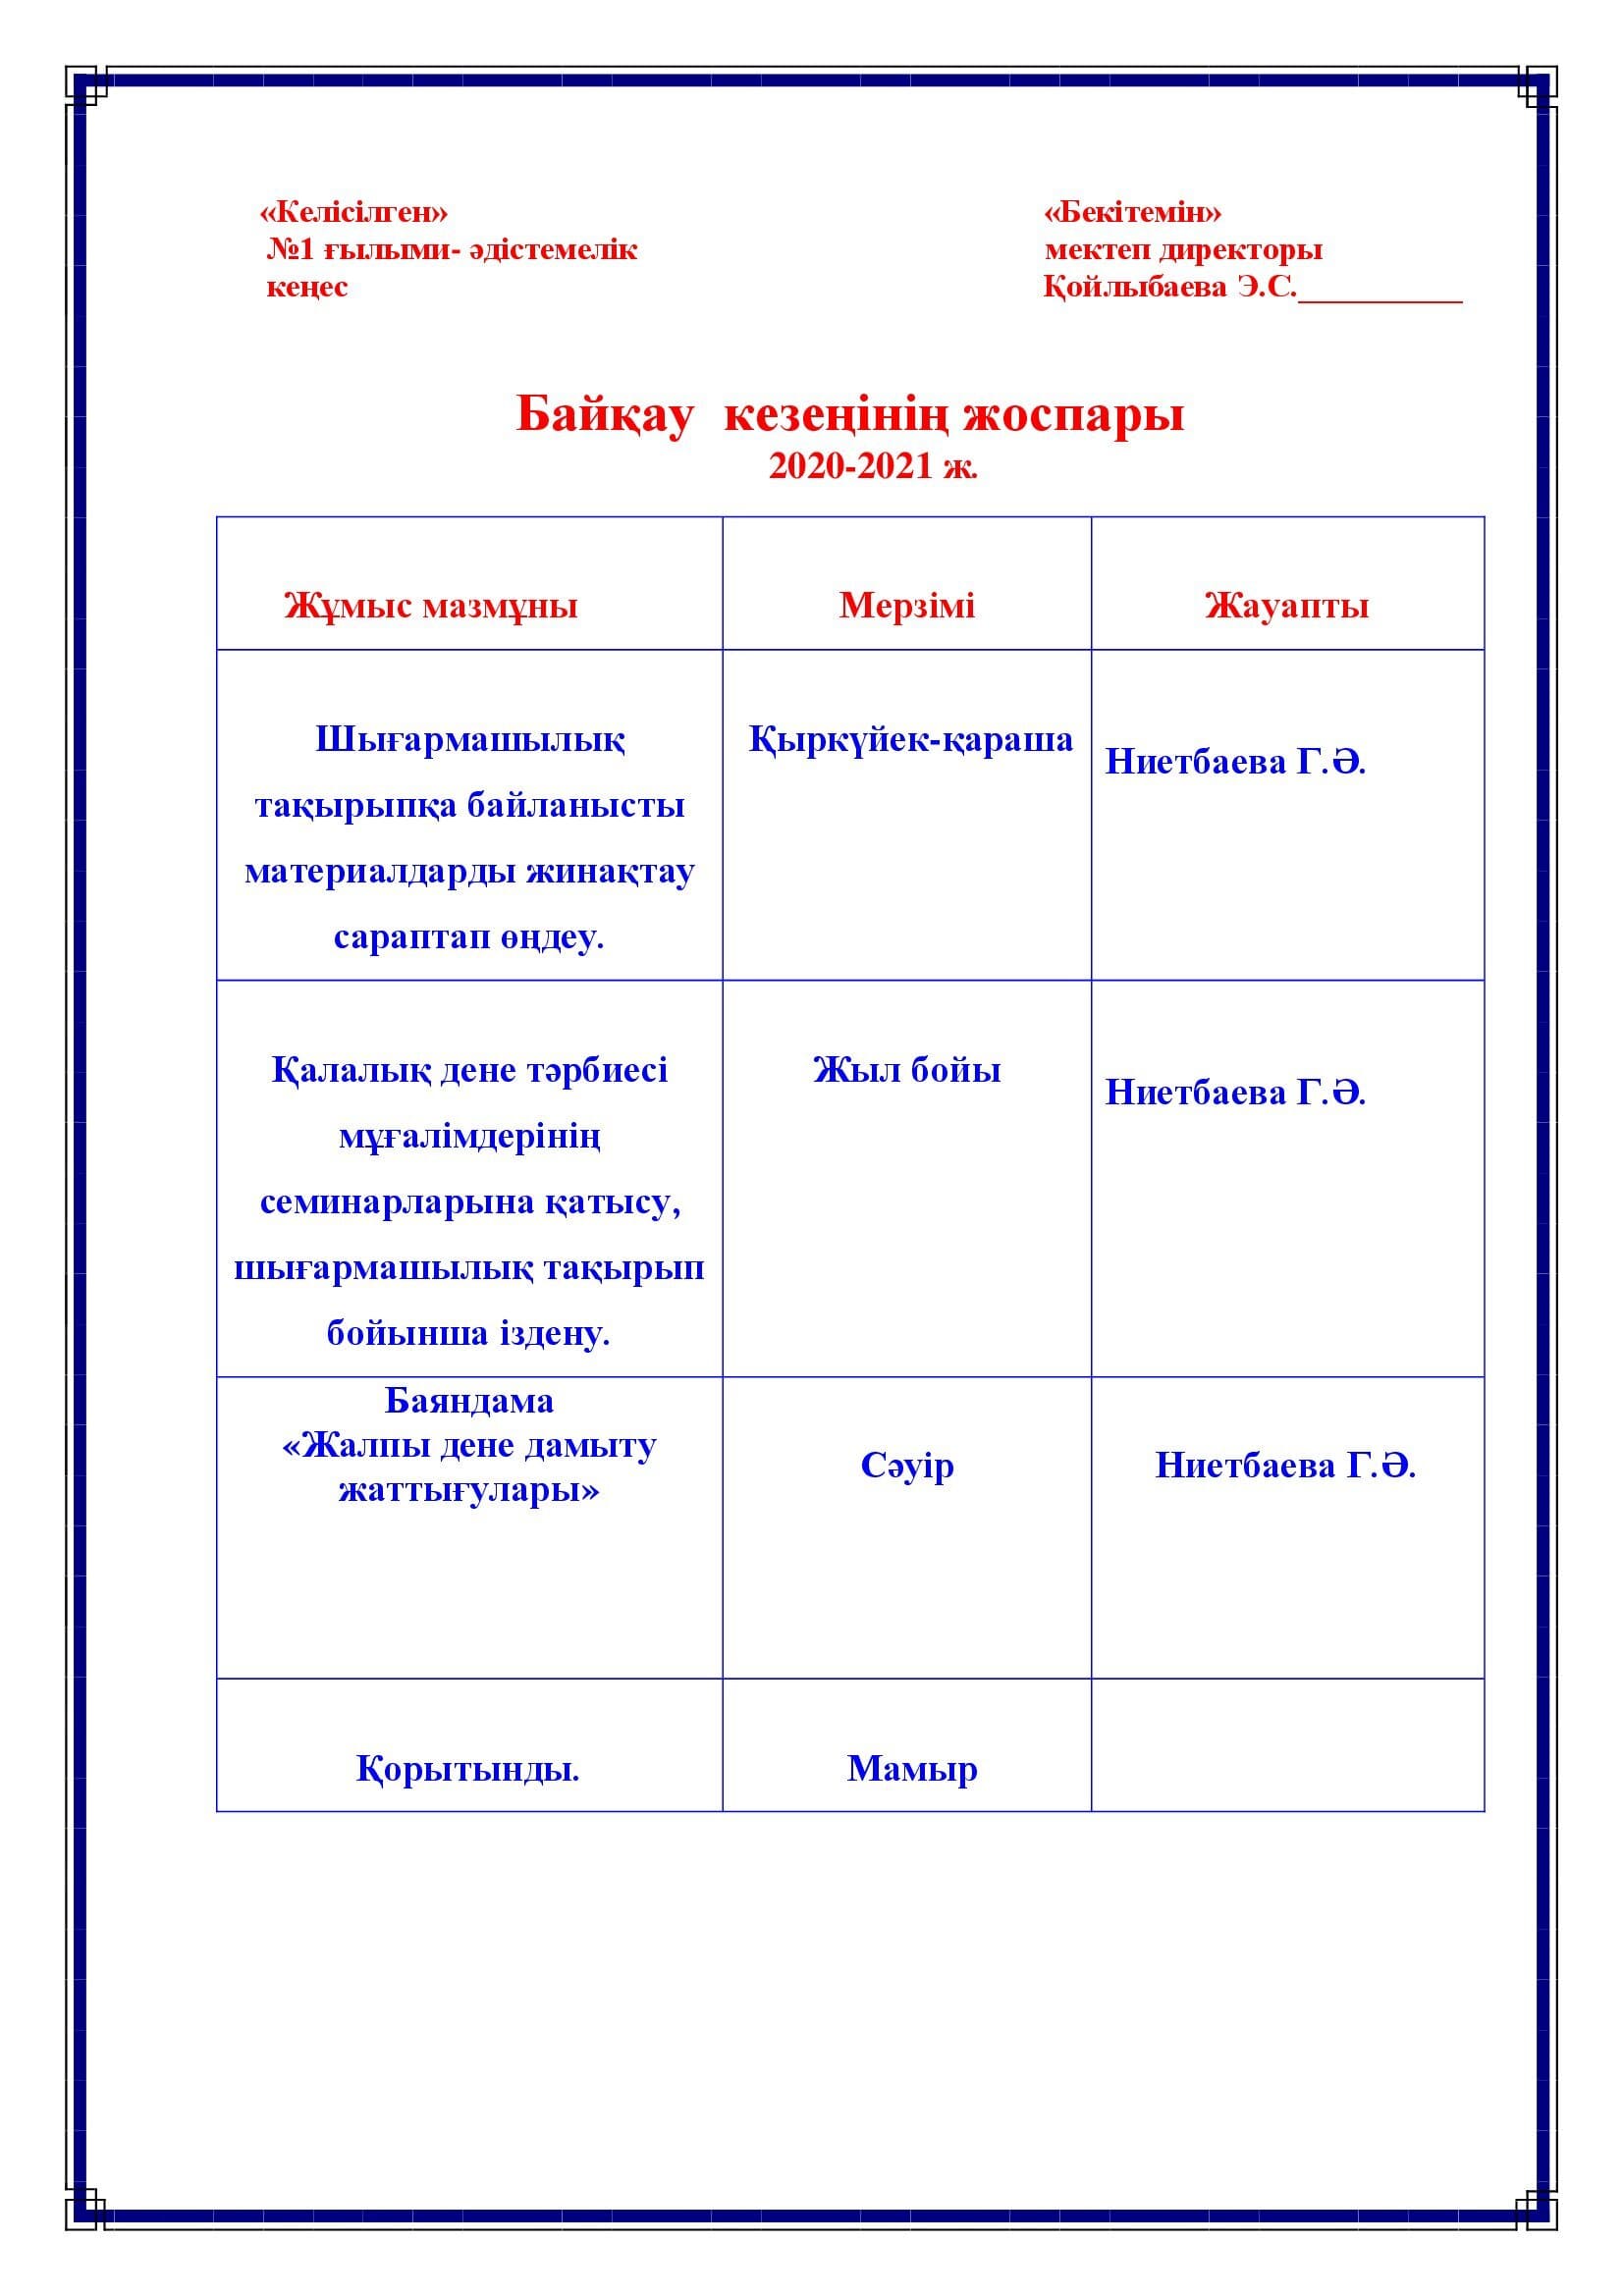 «Келісілген»
№1 ғылыми- әдістемелік
кеңес
«Бекітемін»
мектеп директоры
Қойлыбаева Э.С.__________
Байқау кезеңінің жоспары
2020-2021 ж.
Жұмыс мазмұны
Мерзімі
Жауапты
Шығармашылық
тақырыпқа байланысты
материалдарды жинақтау
сараптап өңдеу.
Қыркүйек-қараша
Ниетбаева Г.Ә.
Қалалық дене тәрбиесі
мұғалімдерінің
семинарларына қатысу,
шығармашылық тақырып
бойынша іздену.
Жыл бойы
Ниетбаева Г.Ә.
Баяндама
«Жалпы дене дамыту
жаттығулары»
Сәуір
Ниетбаева Г.Ә.
Қорытынды.
Мамыр